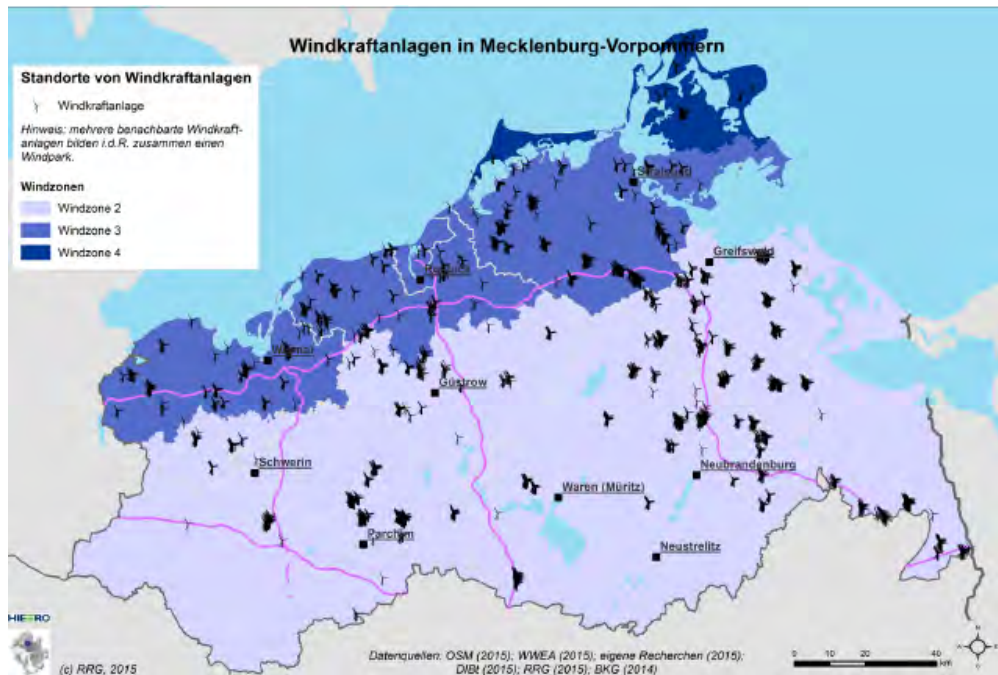 Windkraftanlagen in Mecklenburg-Vorpommern
Standorte von Windkraftanlagen
Windkraftanlage
Hinweis: mehrere benachbarte Windkraft-
anlagen bilden i.d.R. zusammen einen
Windpark.
Windzonen
Windzone 2
Windzone 3
Windzone 4
Stralsund
Greifswald
Rostock
Wismar
Güstrow
Schwerin
Neubrandenburg
Waren (Müritz)
Parchim
Neustrelitz
HIE-RO
(c) RRG, 2015
Datenquellen: OSM (2015); WWEA (2015); eigene Recherchen (2015);
DIBt (2015); RRG (2015); BKG (2014)
0 10 20 40
km
N
W
S